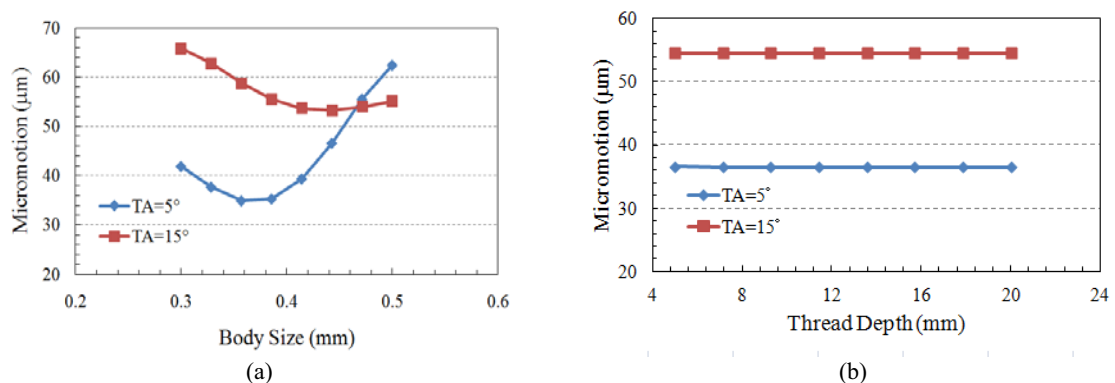 70
60
50
40
30
20
Micromotion (μm)
TA=5°
TA=15°
0.2 0.3 0.4 0.5 0.6
Body Size (mm)
(a)
60
50
40
30
20
Micromotion (μm)
TA=5°
TA=15°
4 8 12 16 20 24
Thread Depth (mm)
(b)